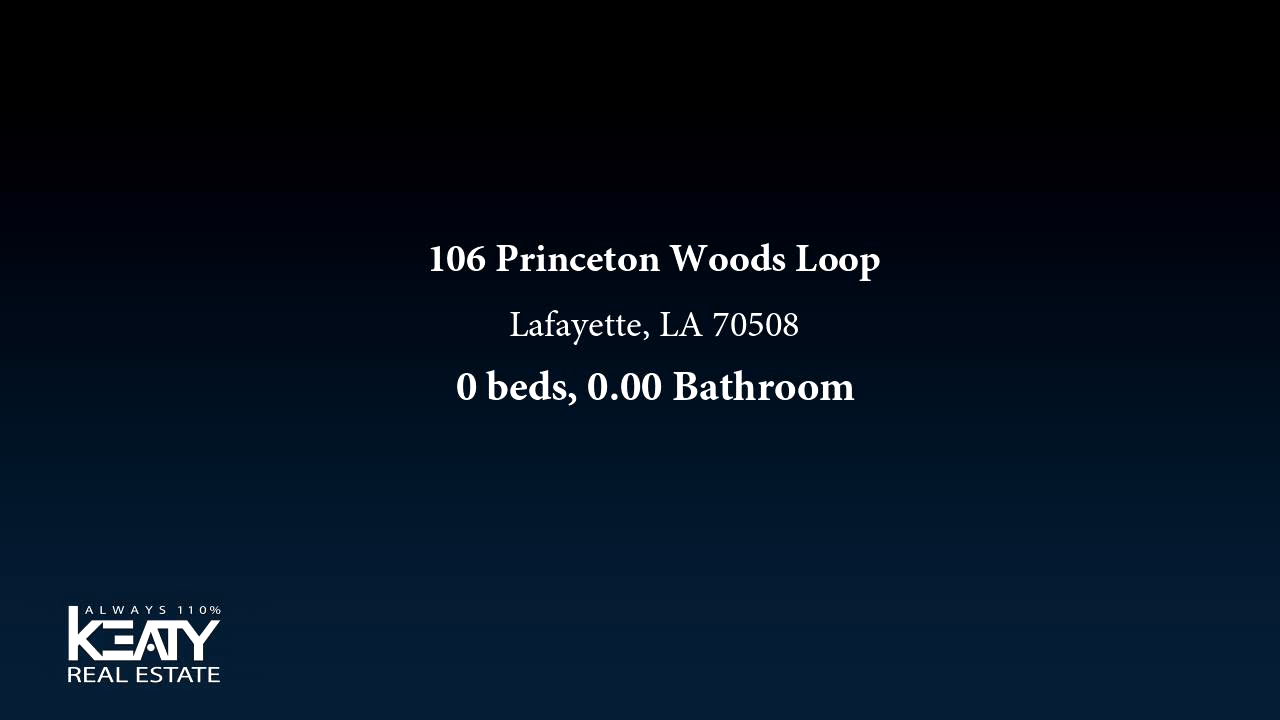 106 Princeton Woods Loop
Lafayette, LA 70508
0 beds, 0.00 Bathroom
ALWAYS 110%
KEATY
REAL ESTATE